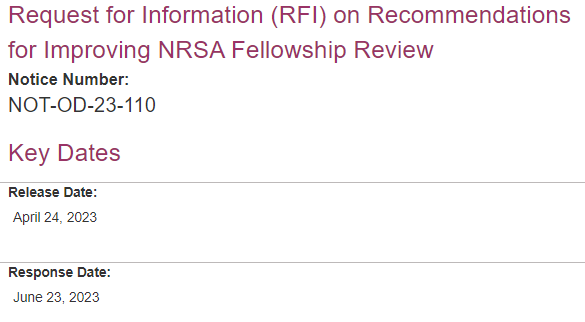 Request for Information (RFI) on Recommendations
for Improving NRSA Fellowship Review
Notice Number:
NOT-OD-23-110
Key Dates
Release Date:
April 24, 2023
Response Date:
June 23, 2023